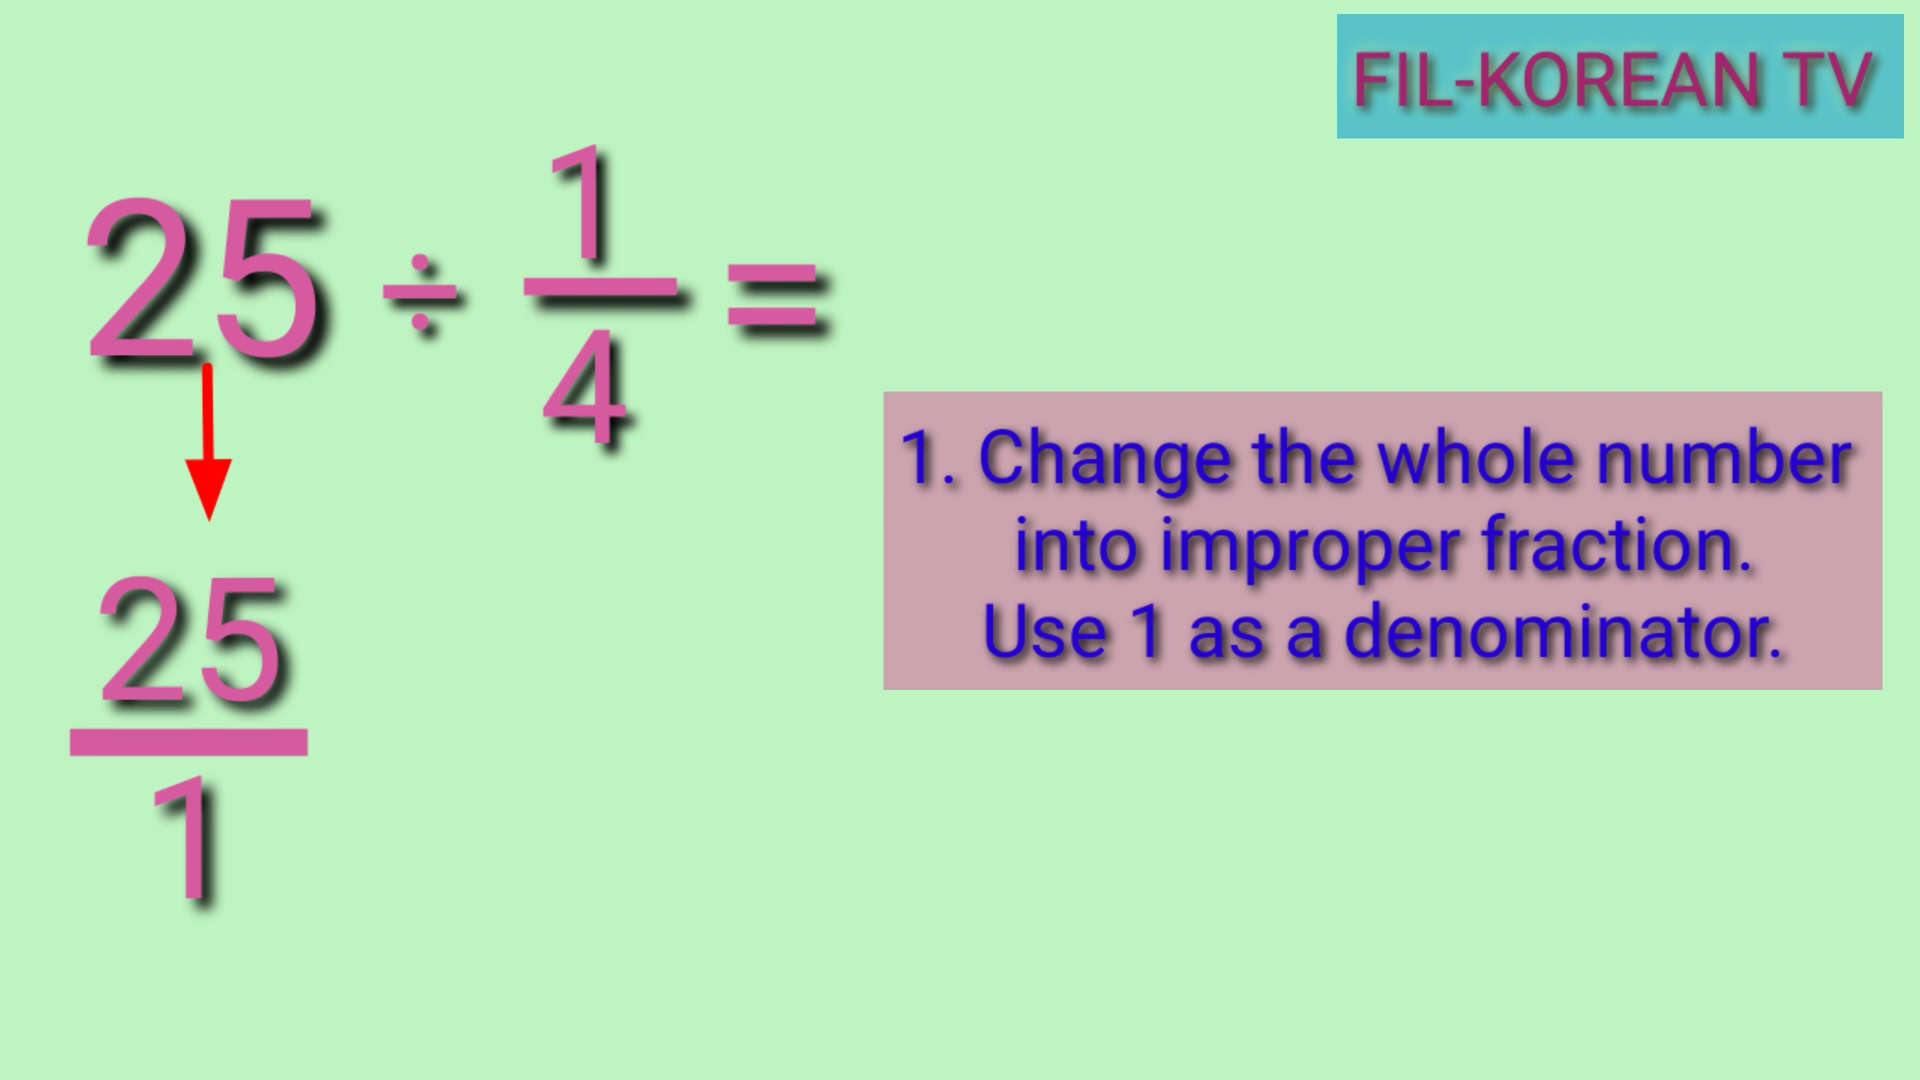 FIL-KOREAN TV
25 ÷ 1/4 =
25
1
1. Change the whole number
into improper fraction.
Use 1 as a denominator.